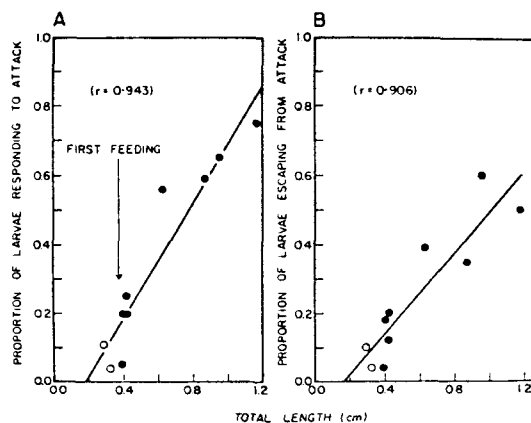 A
B
PROPORTION OF LARVAE RESPONDING TO ATTACK
1.0
0.8
0.6
0.4
0.2
0.0
(r=0.943)
FIRST FEEDING
0.4
0.8
1.2
PROPORTION OF LARVAE ESCAPING FROM ATTACK
1.0
0.8
0.6
0.4
0.2
0.0
(r=0.906)
0
0.4
0.8
1.2
TOTAL LENGTH (cm)